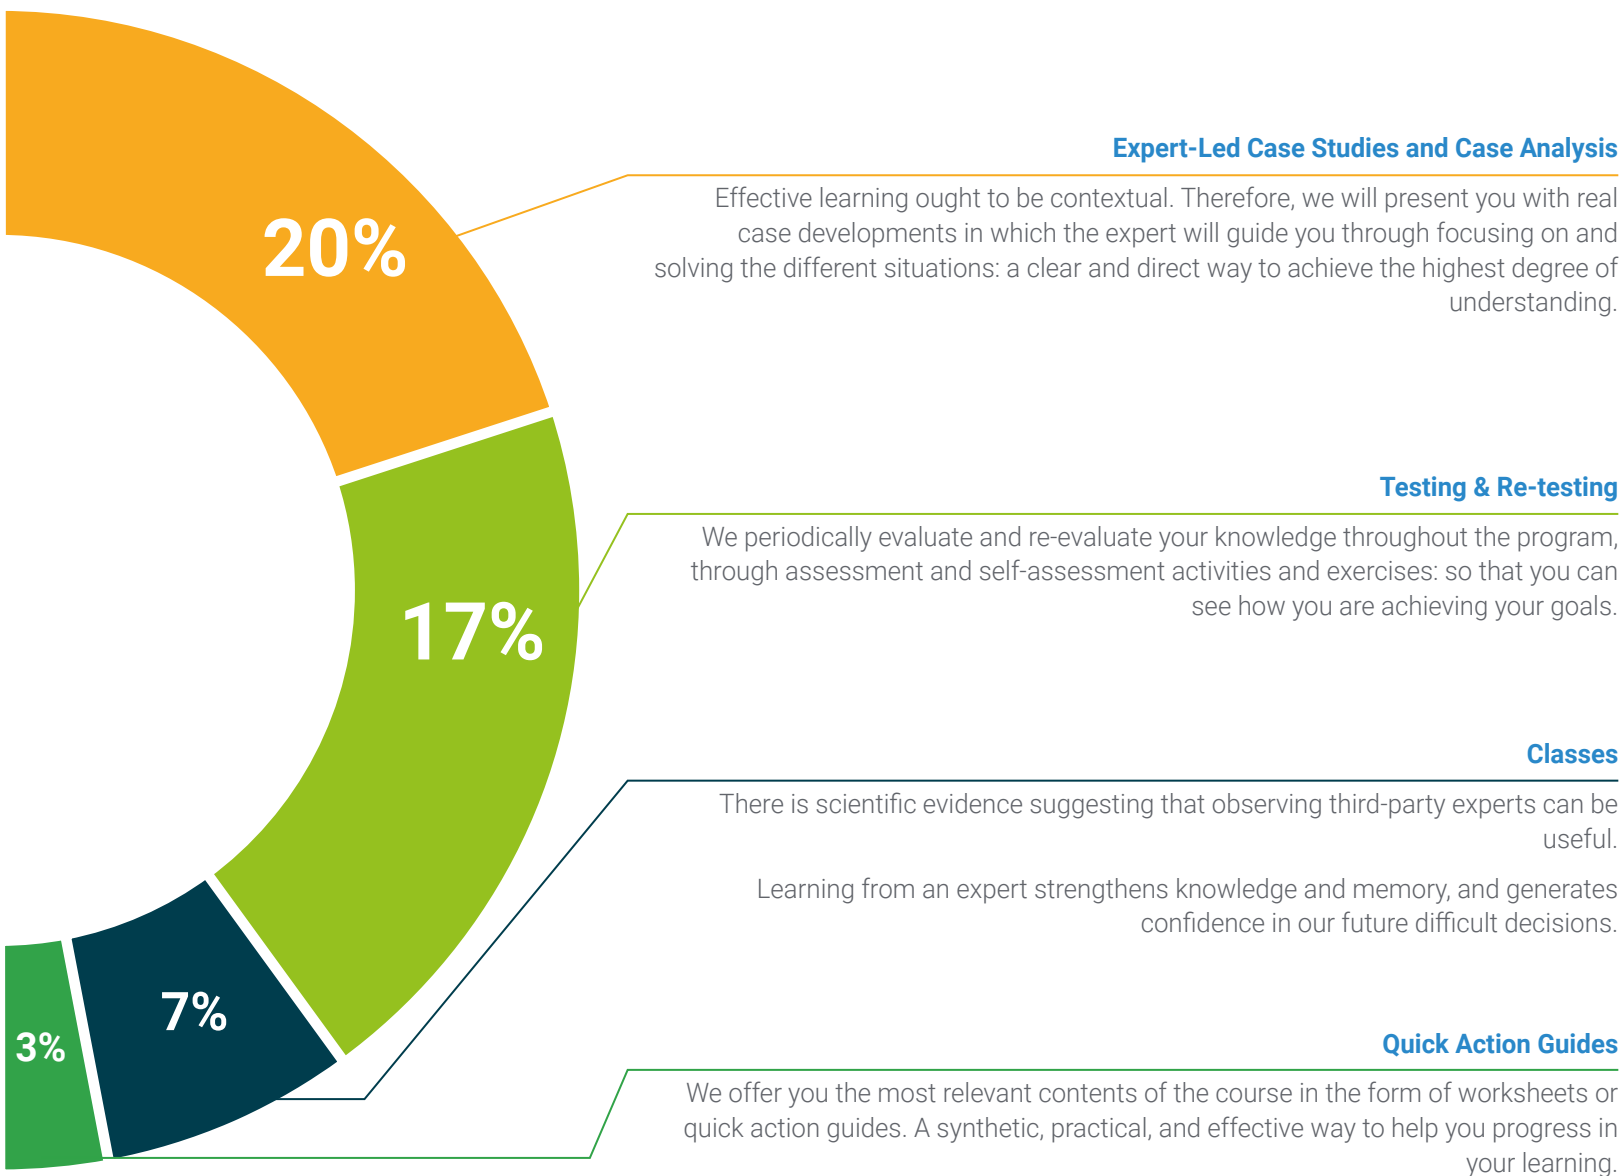 Expert-Led Case Studies and Case Analysis
Effective learning ought to be contextual. Therefore, we will present you with real
case developments in which the expert will guide you through focusing on and
solving the different situations: a clear and direct way to achieve the highest degree of
understanding.
20%
Testing & Re-testing
We periodically evaluate and re-evaluate your knowledge throughout the program,
through assessment and self-assessment activities and exercises: so that you can
see how you are achieving your goals.
17%
Classes
There is scientific evidence suggesting that observing third-party experts can be
useful.
Learning from an expert strengthens knowledge and memory, and generates
confidence in our future difficult decisions.
7%
Quick Action Guides
We offer you the most relevant contents of the course in the form of worksheets or
quick action guides. A synthetic, practical, and effective way to help you progress in
your learning.
3%